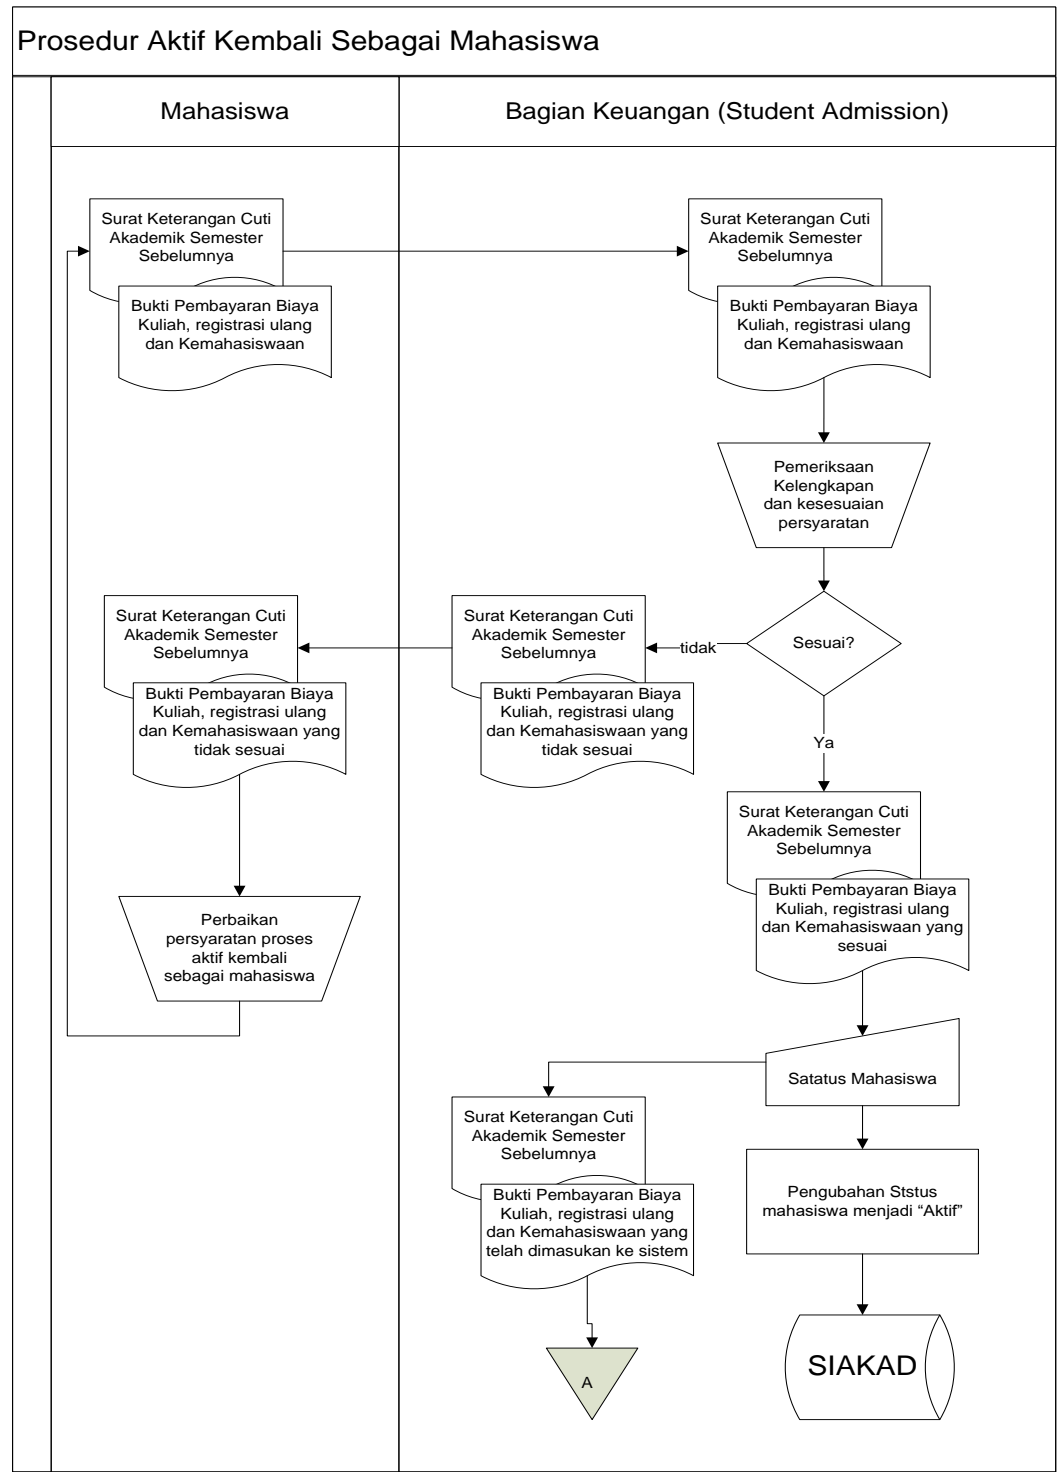 Prosedur Aktif Kembali Sebagai Mahasiswa
Mahasiswa
Bagian Keuangan (Student Admission)
Surat Keterangan Cuti
Akademik Semester
Sebelumnya
Bukti Pembayaran Biaya
Kuliah, registrasi ulang
dan Kemahasiswaan
Surat Keterangan Cuti
Akademik Semester
Sebelumnya
Bukti Pembayaran Biaya
Kuliah, registrasi ulang
dan Kemahasiswaan
Pemeriksaan
Kelengkapan
dan kesesuaian
persyaratan
Sesuai?
tidak
Surat Keterangan Cuti
Akademik Semester
Sebelumnya
Bukti Pembayaran Biaya
Kuliah, registrasi ulang
dan Kemahasiswaan yang
tidak sesuai
Surat Keterangan Cuti
Akademik Semester
Sebelumnya
Bukti Pembayaran Biaya
Kuliah, registrasi ulang
dan Kemahasiswaan yang
tidak sesuai
Perbaikan
persyaratan proses
aktif kembali
sebagai mahasiswa
Ya
Surat Keterangan Cuti
Akademik Semester
Sebelumnya
Bukti Pembayaran Biaya
Kuliah, registrasi ulang
dan Kemahasiswaan yang
sesuai
Satatus Mahasiswa
Surat Keterangan Cuti
Akademik Semester
Sebelumnya
Bukti Pembayaran Biaya
Kuliah, registrasi ulang
dan Kemahasiswaan yang
telah dimasukan ke sistem
A
Pengubahan Ststus
mahasiswa menjadi “Aktif”
SIAKAD